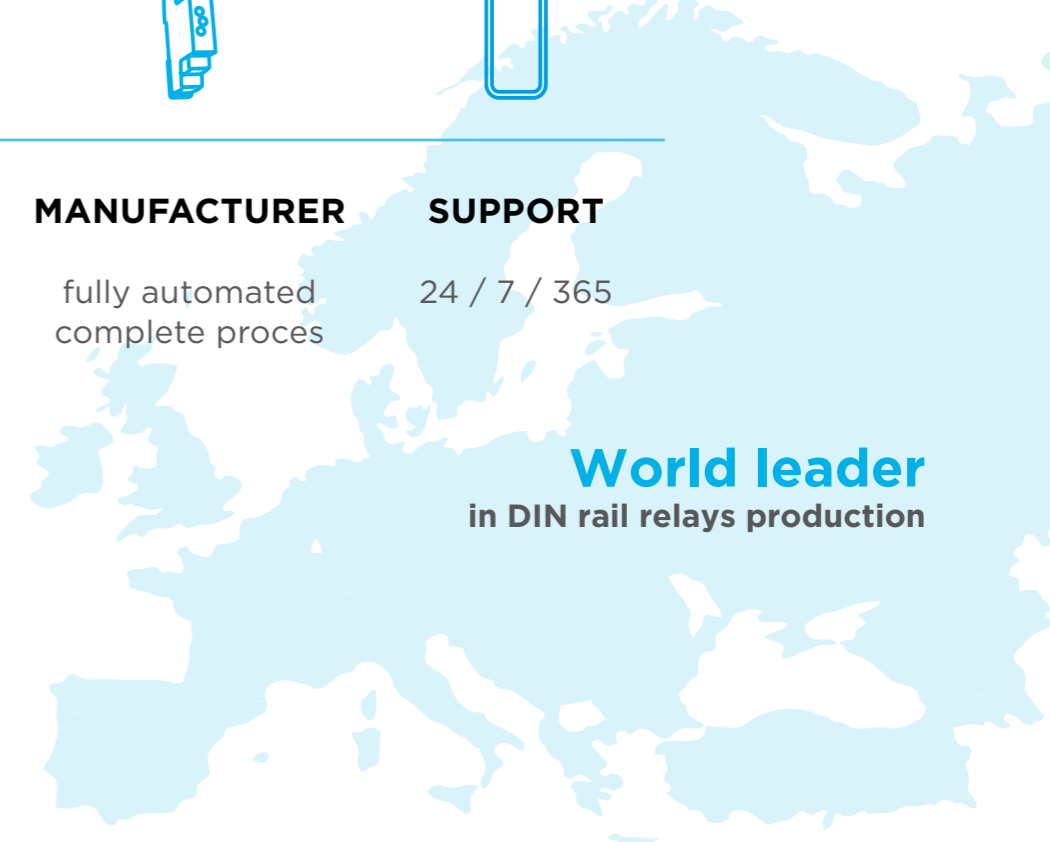 MANUFACTURER
fully automated
complete proces
SUPPORT
24 / 7 / 365
World leader
in DIN rail relays production